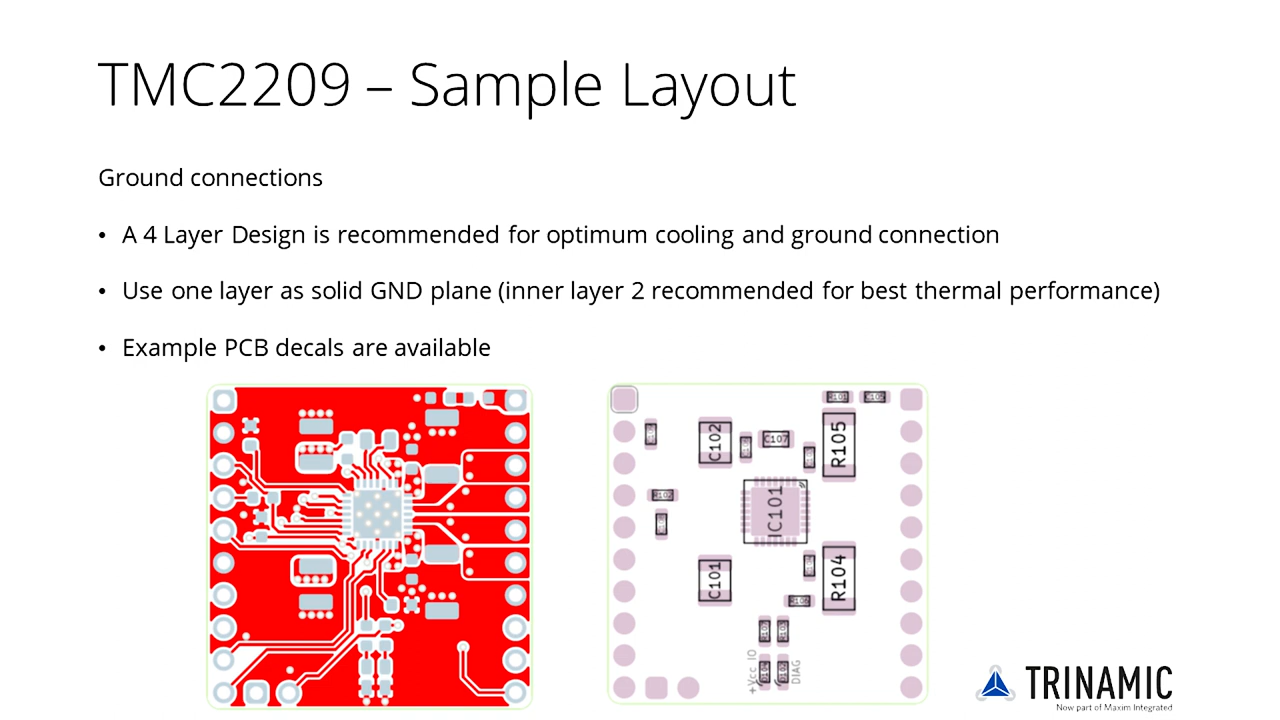 TMC2209 – Sample Layout
Ground connections
• A 4 Layer Design is recommended for optimum cooling and ground connection
• Use one layer as solid GND plane (inner layer 2 recommended for best thermal performance)
• Example PCB decals are available
C102
C107
R105
IC101
C101
R104
+Vcc_IO
DIAG
TRINAMIC
Now part of Maxim Integrated